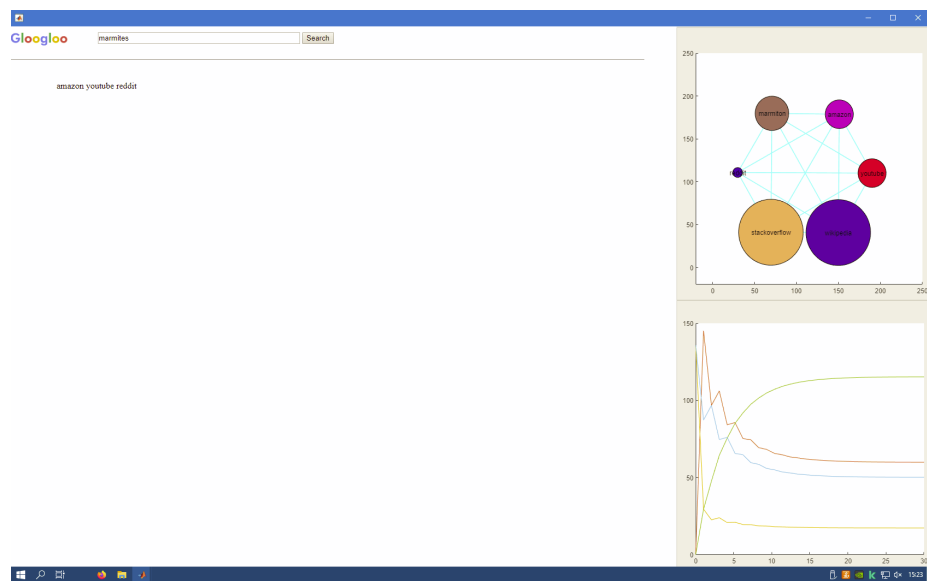 Gloogloo
marmites
Search
amazon youtube reddit
250
200
150
100
50
0
marmiton
amazon
reddit
youtube
stackoverflow
wikipedia
0 50 100 150 200 250
150
100
50
0
0 5 10 15 20 25 30
15:23